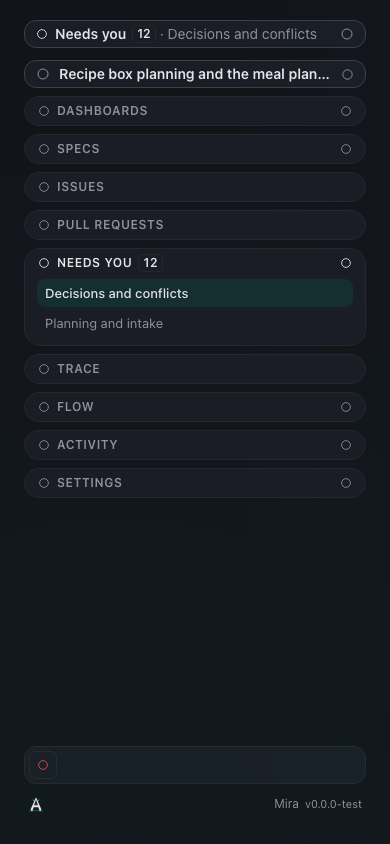 Needs you 12 · Decisions and conflicts
Recipe box planning and the meal plan...
DASHBOARDS
SPECS
ISSUES
PULL REQUESTS
NEEDS YOU 12
Decisions and conflicts
Planning and intake
TRACE
FLOW
ACTIVITY
SETTINGS
A Mira v0.0.0-test